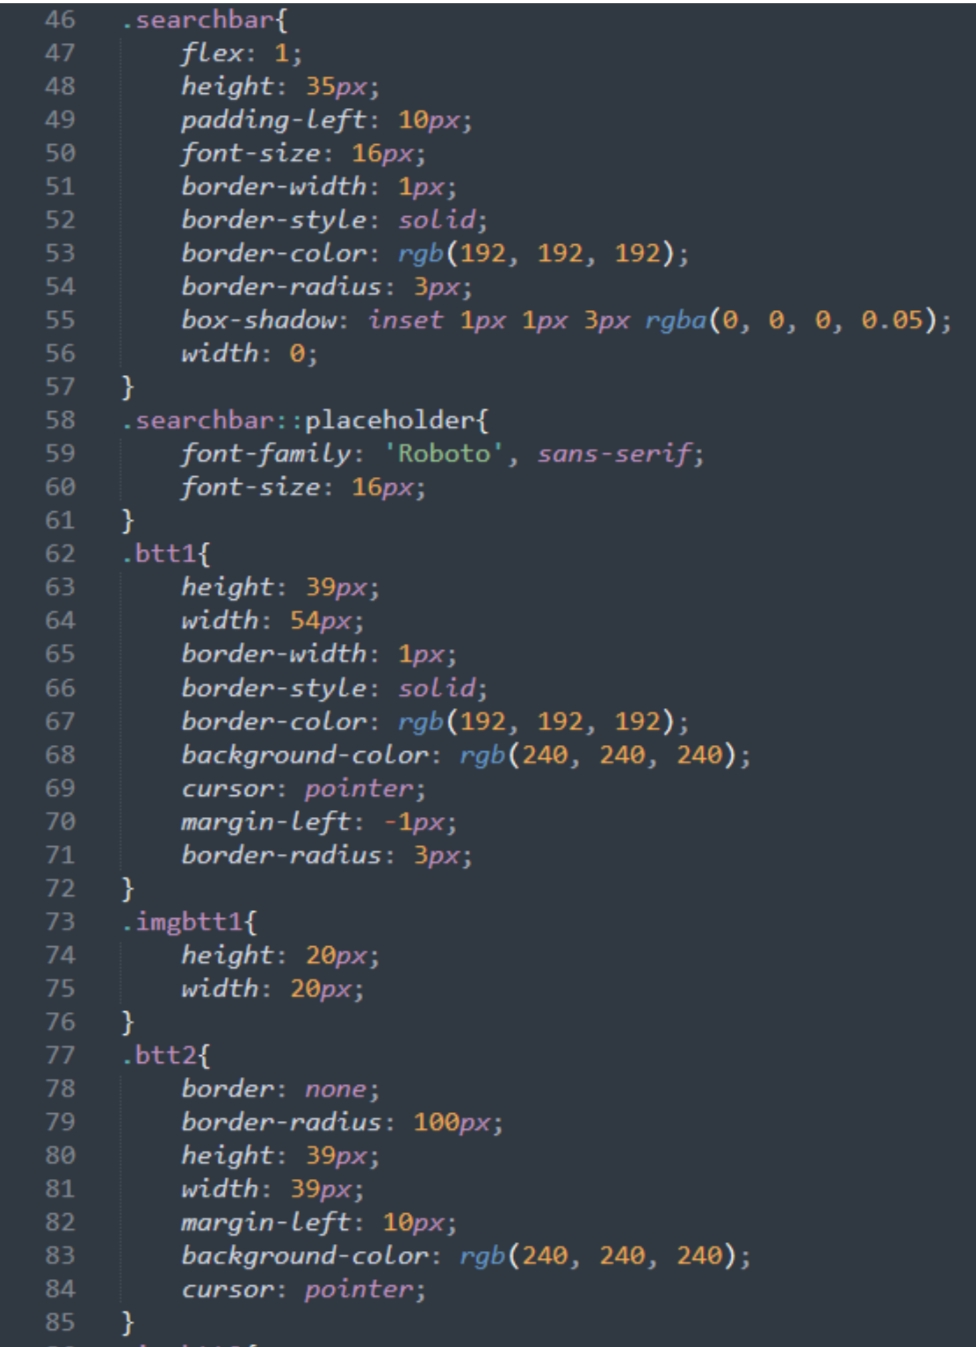 46 .searchbar{
47 flex: 1;
48 height: 35px;
49 padding-left: 10px;
50 font-size: 16px;
51 border-width: 1px;
52 border-style: solid;
53 border-color: rgb(192, 192, 192);
54 border-radius: 3px;
55 box-shadow: inset 1px 1px 3px rgba(0, 0, 0, 0.05);
56 width: 0;
57 }
58 .searchbar::placeholder{
59 font-family: 'Roboto', sans-serif;
60 font-size: 16px;
61 }
62 .btt1{
63 height: 39px;
64 width: 54px;
65 border-width: 1px;
66 border-style: solid;
67 border-color: rgb(192, 192, 192);
68 background-color: rgb(240, 240, 240);
69 cursor: pointer;
70 margin-left: -1px;
71 border-radius: 3px;
72 }
73 .imgbtt1{
74 height: 20px;
75 width: 20px;
76 }
77 .btt2{
78 border: none;
79 border-radius: 100px;
80 height: 39px;
81 width: 39px;
82 margin-left: 10px;
83 background-color: rgb(240, 240, 240);
84 cursor: pointer;
85 }